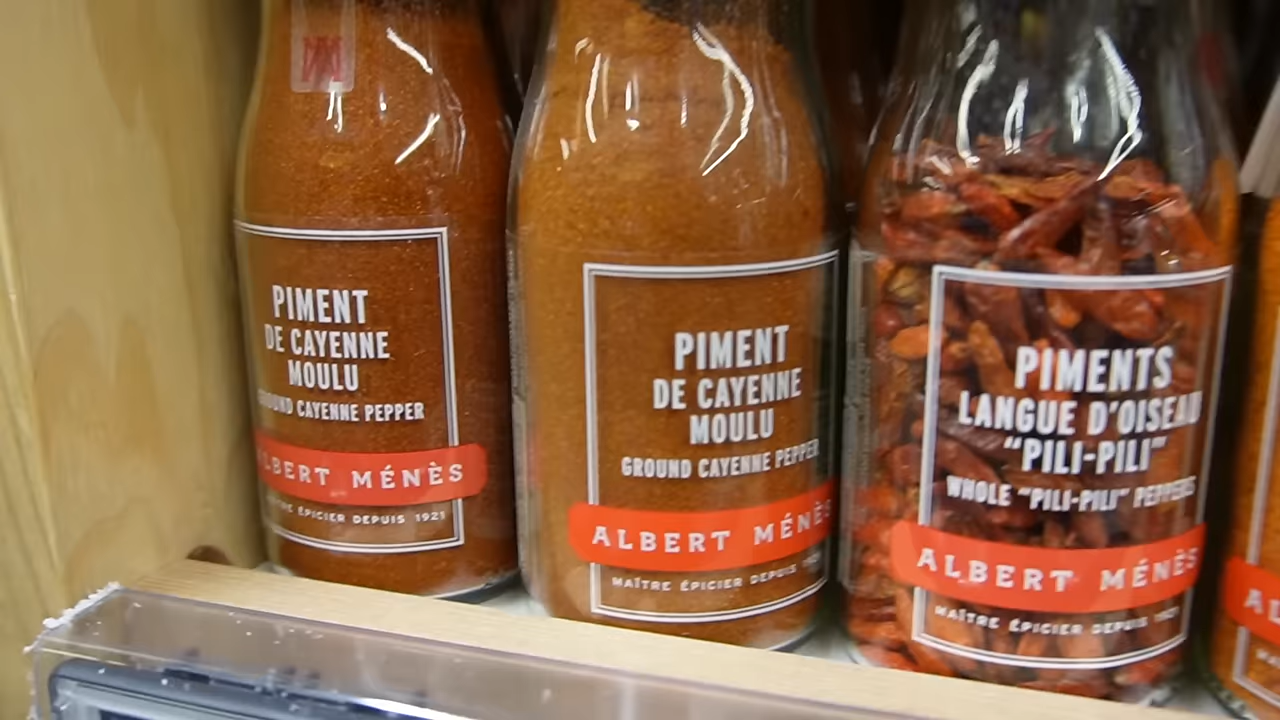 PIMENT
DE CAYENNE
MOULU
GROUND CAYENNE PEPPER
ALBERT MÉNÈS
ÉPICIER DEPUIS 1921
PIMENT
DE CAYENNE
MOULU
GROUND CAYENNE PEPPER
ALBERT MÉNÈS
MAÎTRE ÉPICIER DEPUIS
PIMENTS
LANGUE D'OISEAU
"PILI-PILI"
WHOLE "PILI-PILI" PEPPERS
ALBERT MÉNÈS
MAÎTRE ÉPICIER DEPUIS